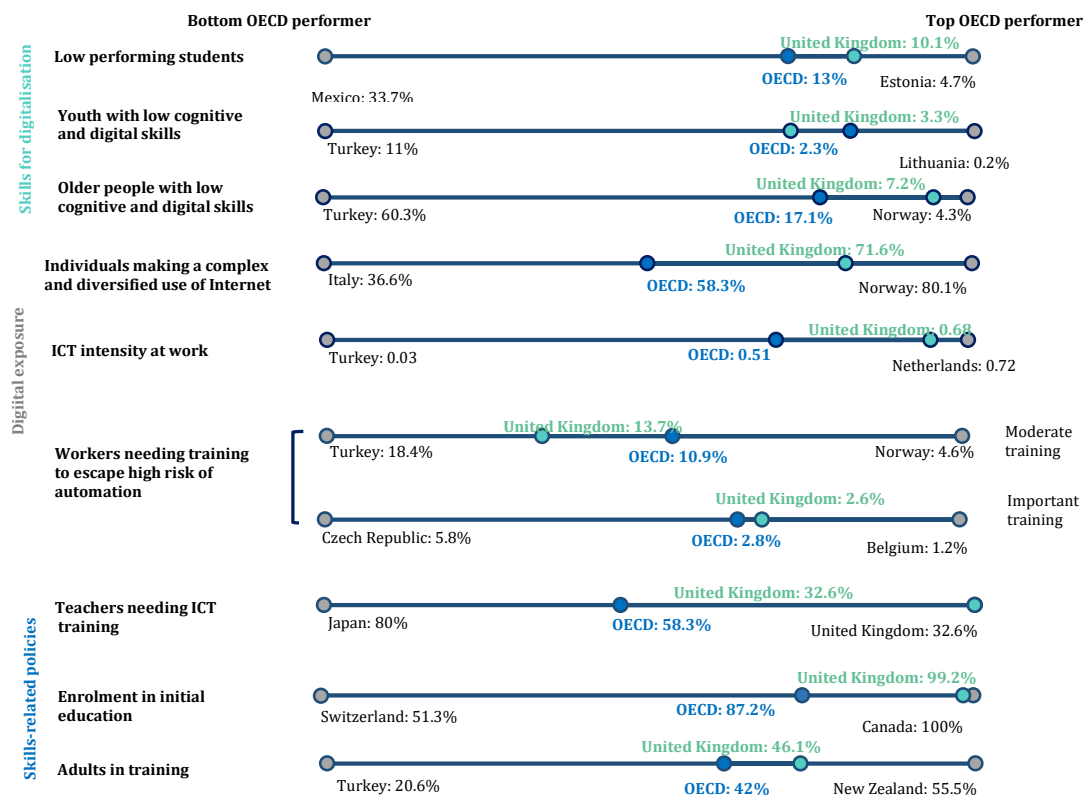 Bottom OECD performer
Top OECD performer
Skills for digitalisation
Low performing students
United Kingdom: 10.1%
OECD: 13%
Estonia: 4.7%
Mexico: 33.7%
Youth with low cognitive
and digital skills
United Kingdom: 3.3%
Turkey: 11%
OECD: 2.3%
Lithuania: 0.2%
Older people with low
cognitive and digital skills
United Kingdom: 7.2%
Turkey: 60.3%
OECD: 17.1%
Norway: 4.3%
Digiital exposure
Individuals making a complex
and diversified use of Internet
United Kingdom: 71.6%
Italy: 36.6%
OECD: 58.3%
Norway: 80.1%
ICT intensity at work
United Kingdom: 0.68
Turkey: 0.03
OECD: 0.51
Netherlands: 0.72
Workers needing training
to escape high risk of
automation
United Kingdom: 13.7%
Turkey: 18.4%
OECD: 10.9%
Norway: 4.6%
Moderate
training
United Kingdom: 2.6%
Czech Republic: 5.8%
OECD: 2.8%
Belgium: 1.2%
Important
training
Skills-related policies
Teachers needing ICT
training
United Kingdom: 32.6%
Japan: 80%
OECD: 58.3%
United Kingdom: 32.6%
Enrolment in initial
education
United Kingdom: 99.2%
Switzerland: 51.3%
OECD: 87.2%
Canada: 100%
Adults in training
United Kingdom: 46.1%
Turkey: 20.6%
OECD: 42%
New Zealand: 55.5%